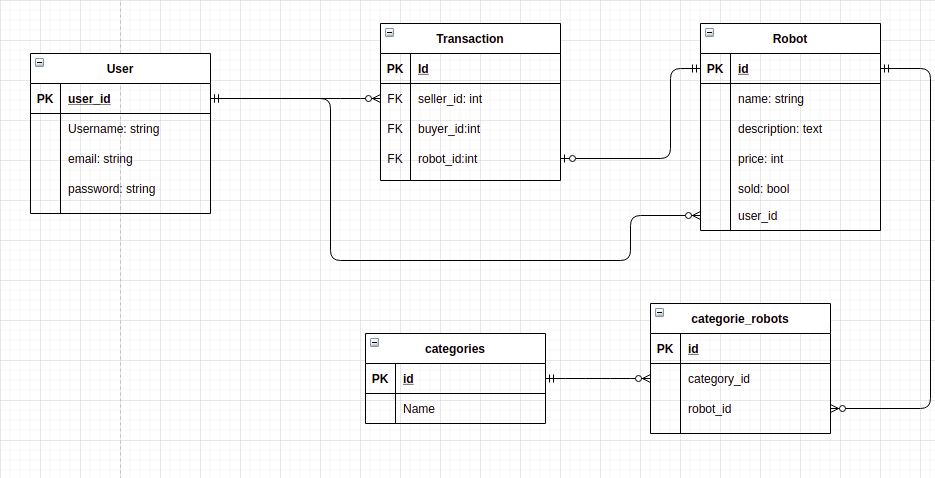 User
PK user_id
Username: string
email: string
password: string
Transaction
PK Id
FK seller_id: int
FK buyer_id:int
FK robot_id:int
Robot
PK id
name: string
description: text
price: int
sold: bool
user_id
categories
PK id
Name
categorie_robots
PK id
category_id
robot_id